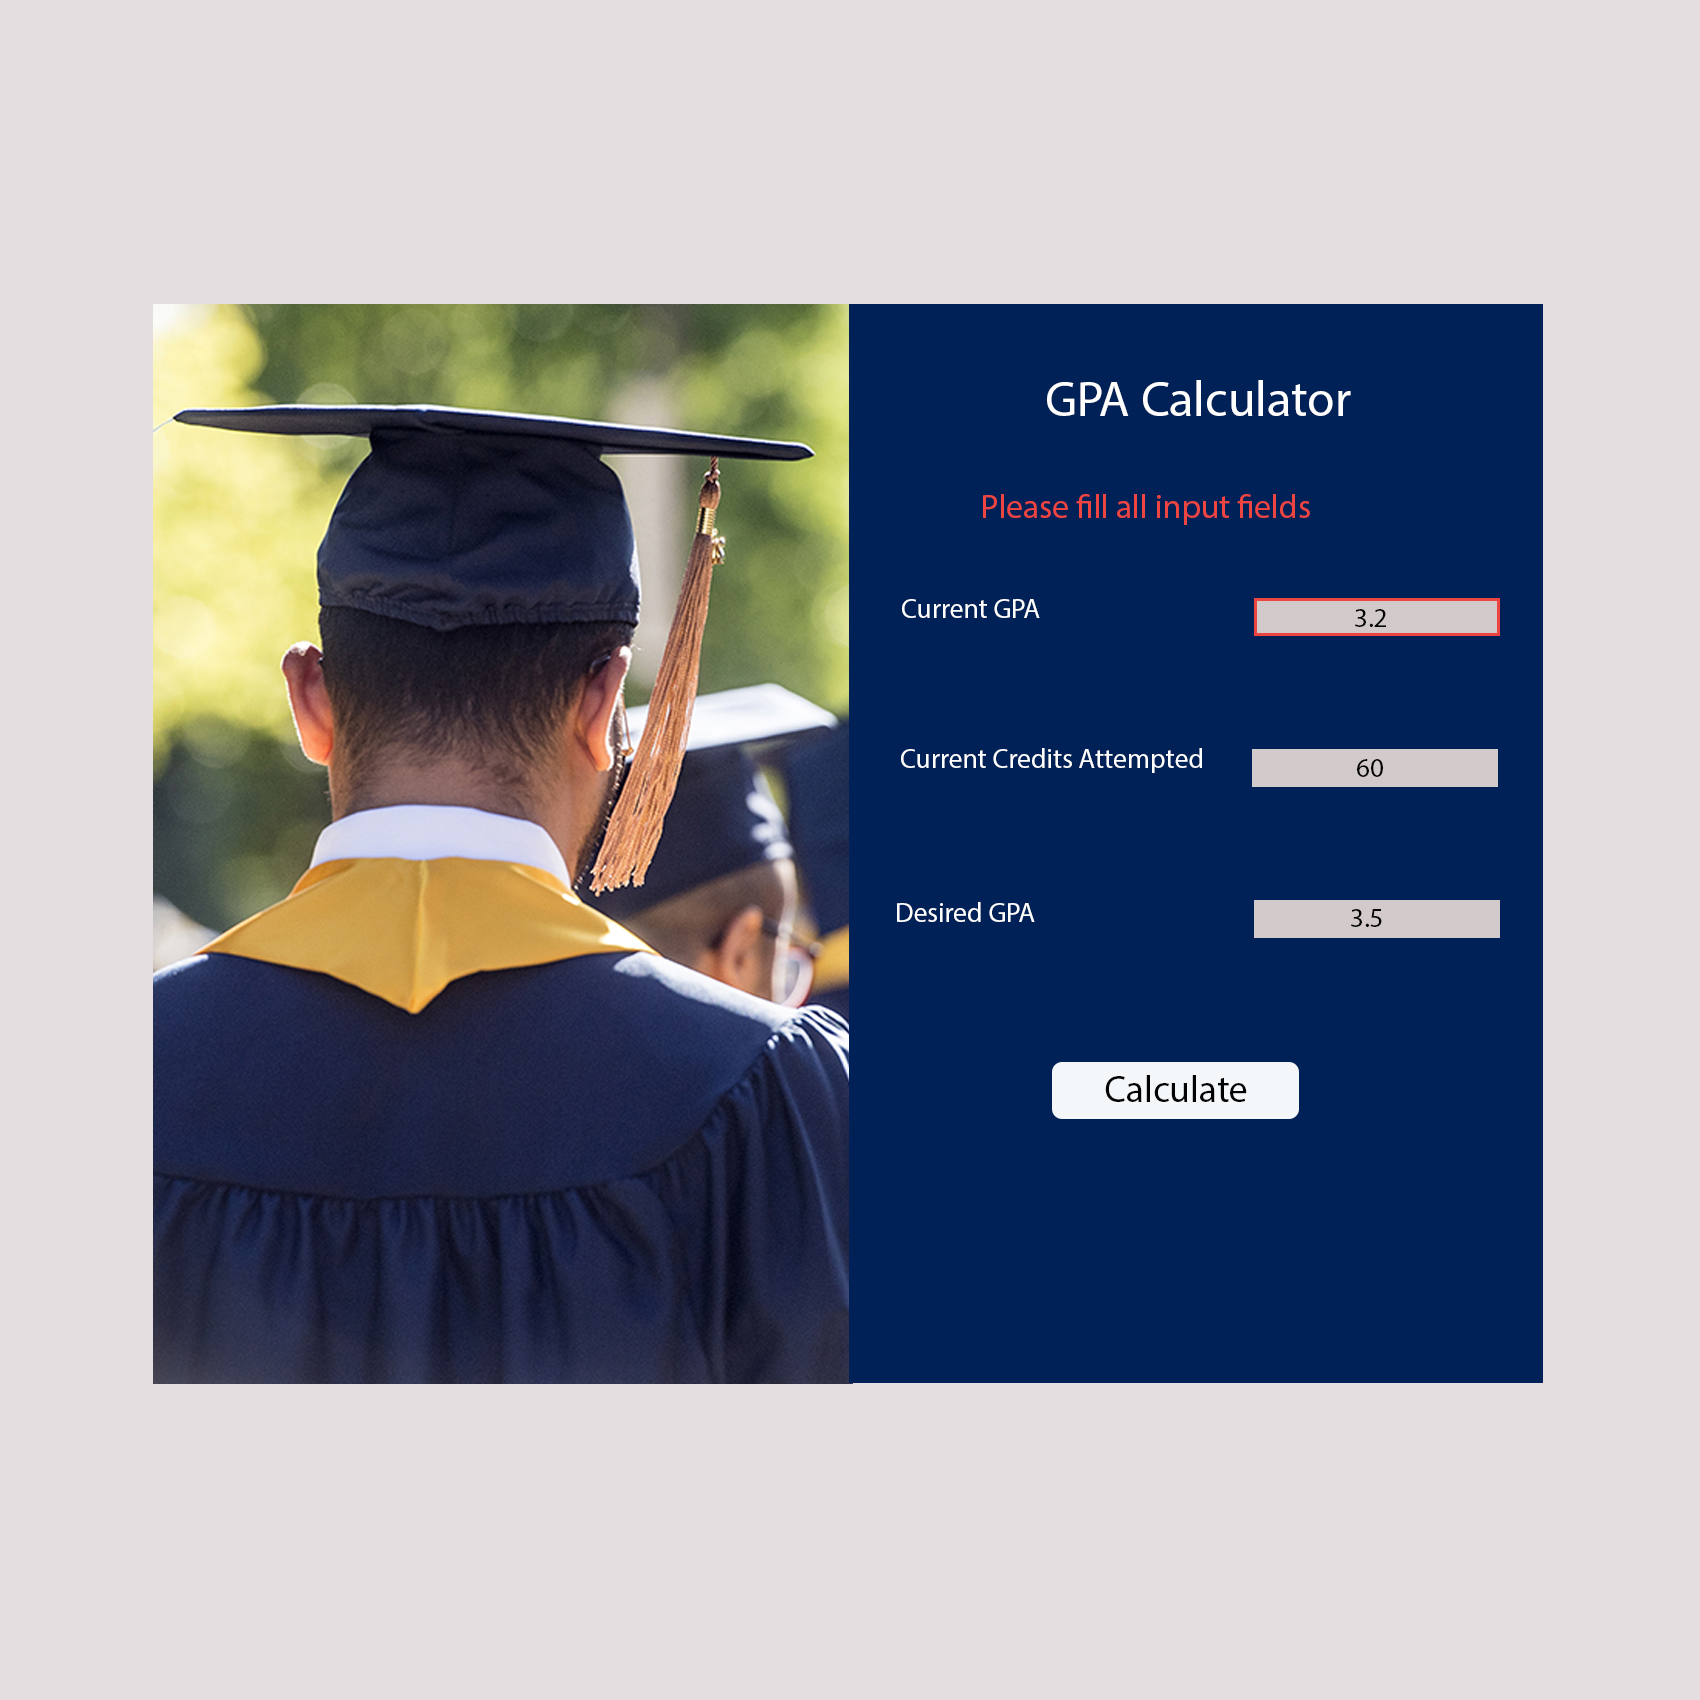 GPA Calculator
Please fill all input fields
Current GPA 3.2
Current Credits Attempted 60
Desired GPA 3.5
Calculate